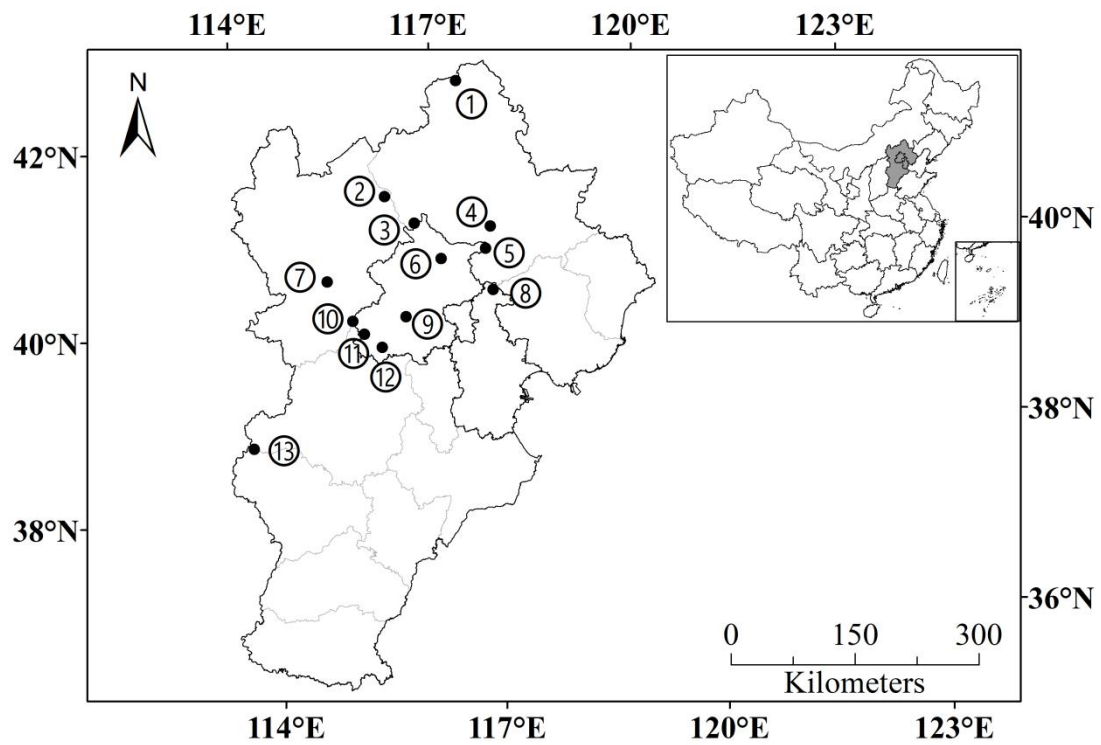 114°E 117°E 120°E 123°E
N
①
42°N
②
④
40°N
③
⑤
⑥
⑦
⑧
⑩
⑨
40°N
⑪
⑫
38°N
⑬
38°N
36°N
0 150 300
Kilometers
114°E 117°E 120°E 123°E